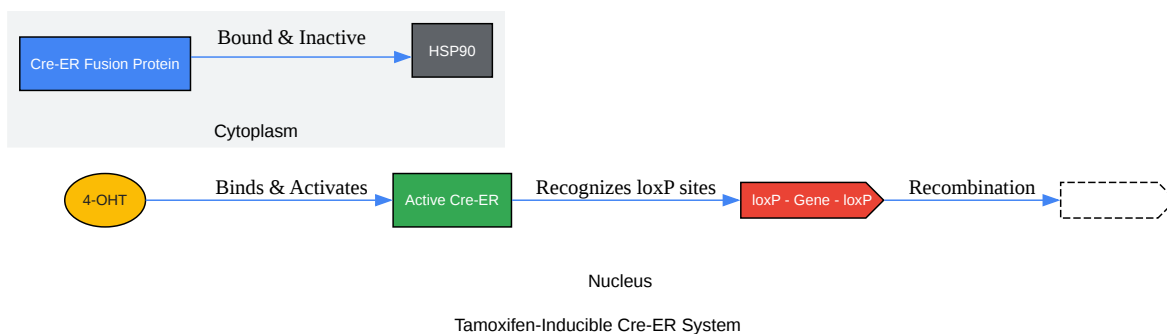 Bound & Inactive
Cre-ER Fusion Protein
HSP90
Cytoplasm
4-OHT
Binds & Activates
Active Cre-ER
Recognizes loxP sites
loxP - Gene - loxP
Recombination
Nucleus
Tamoxifen-Inducible Cre-ER System